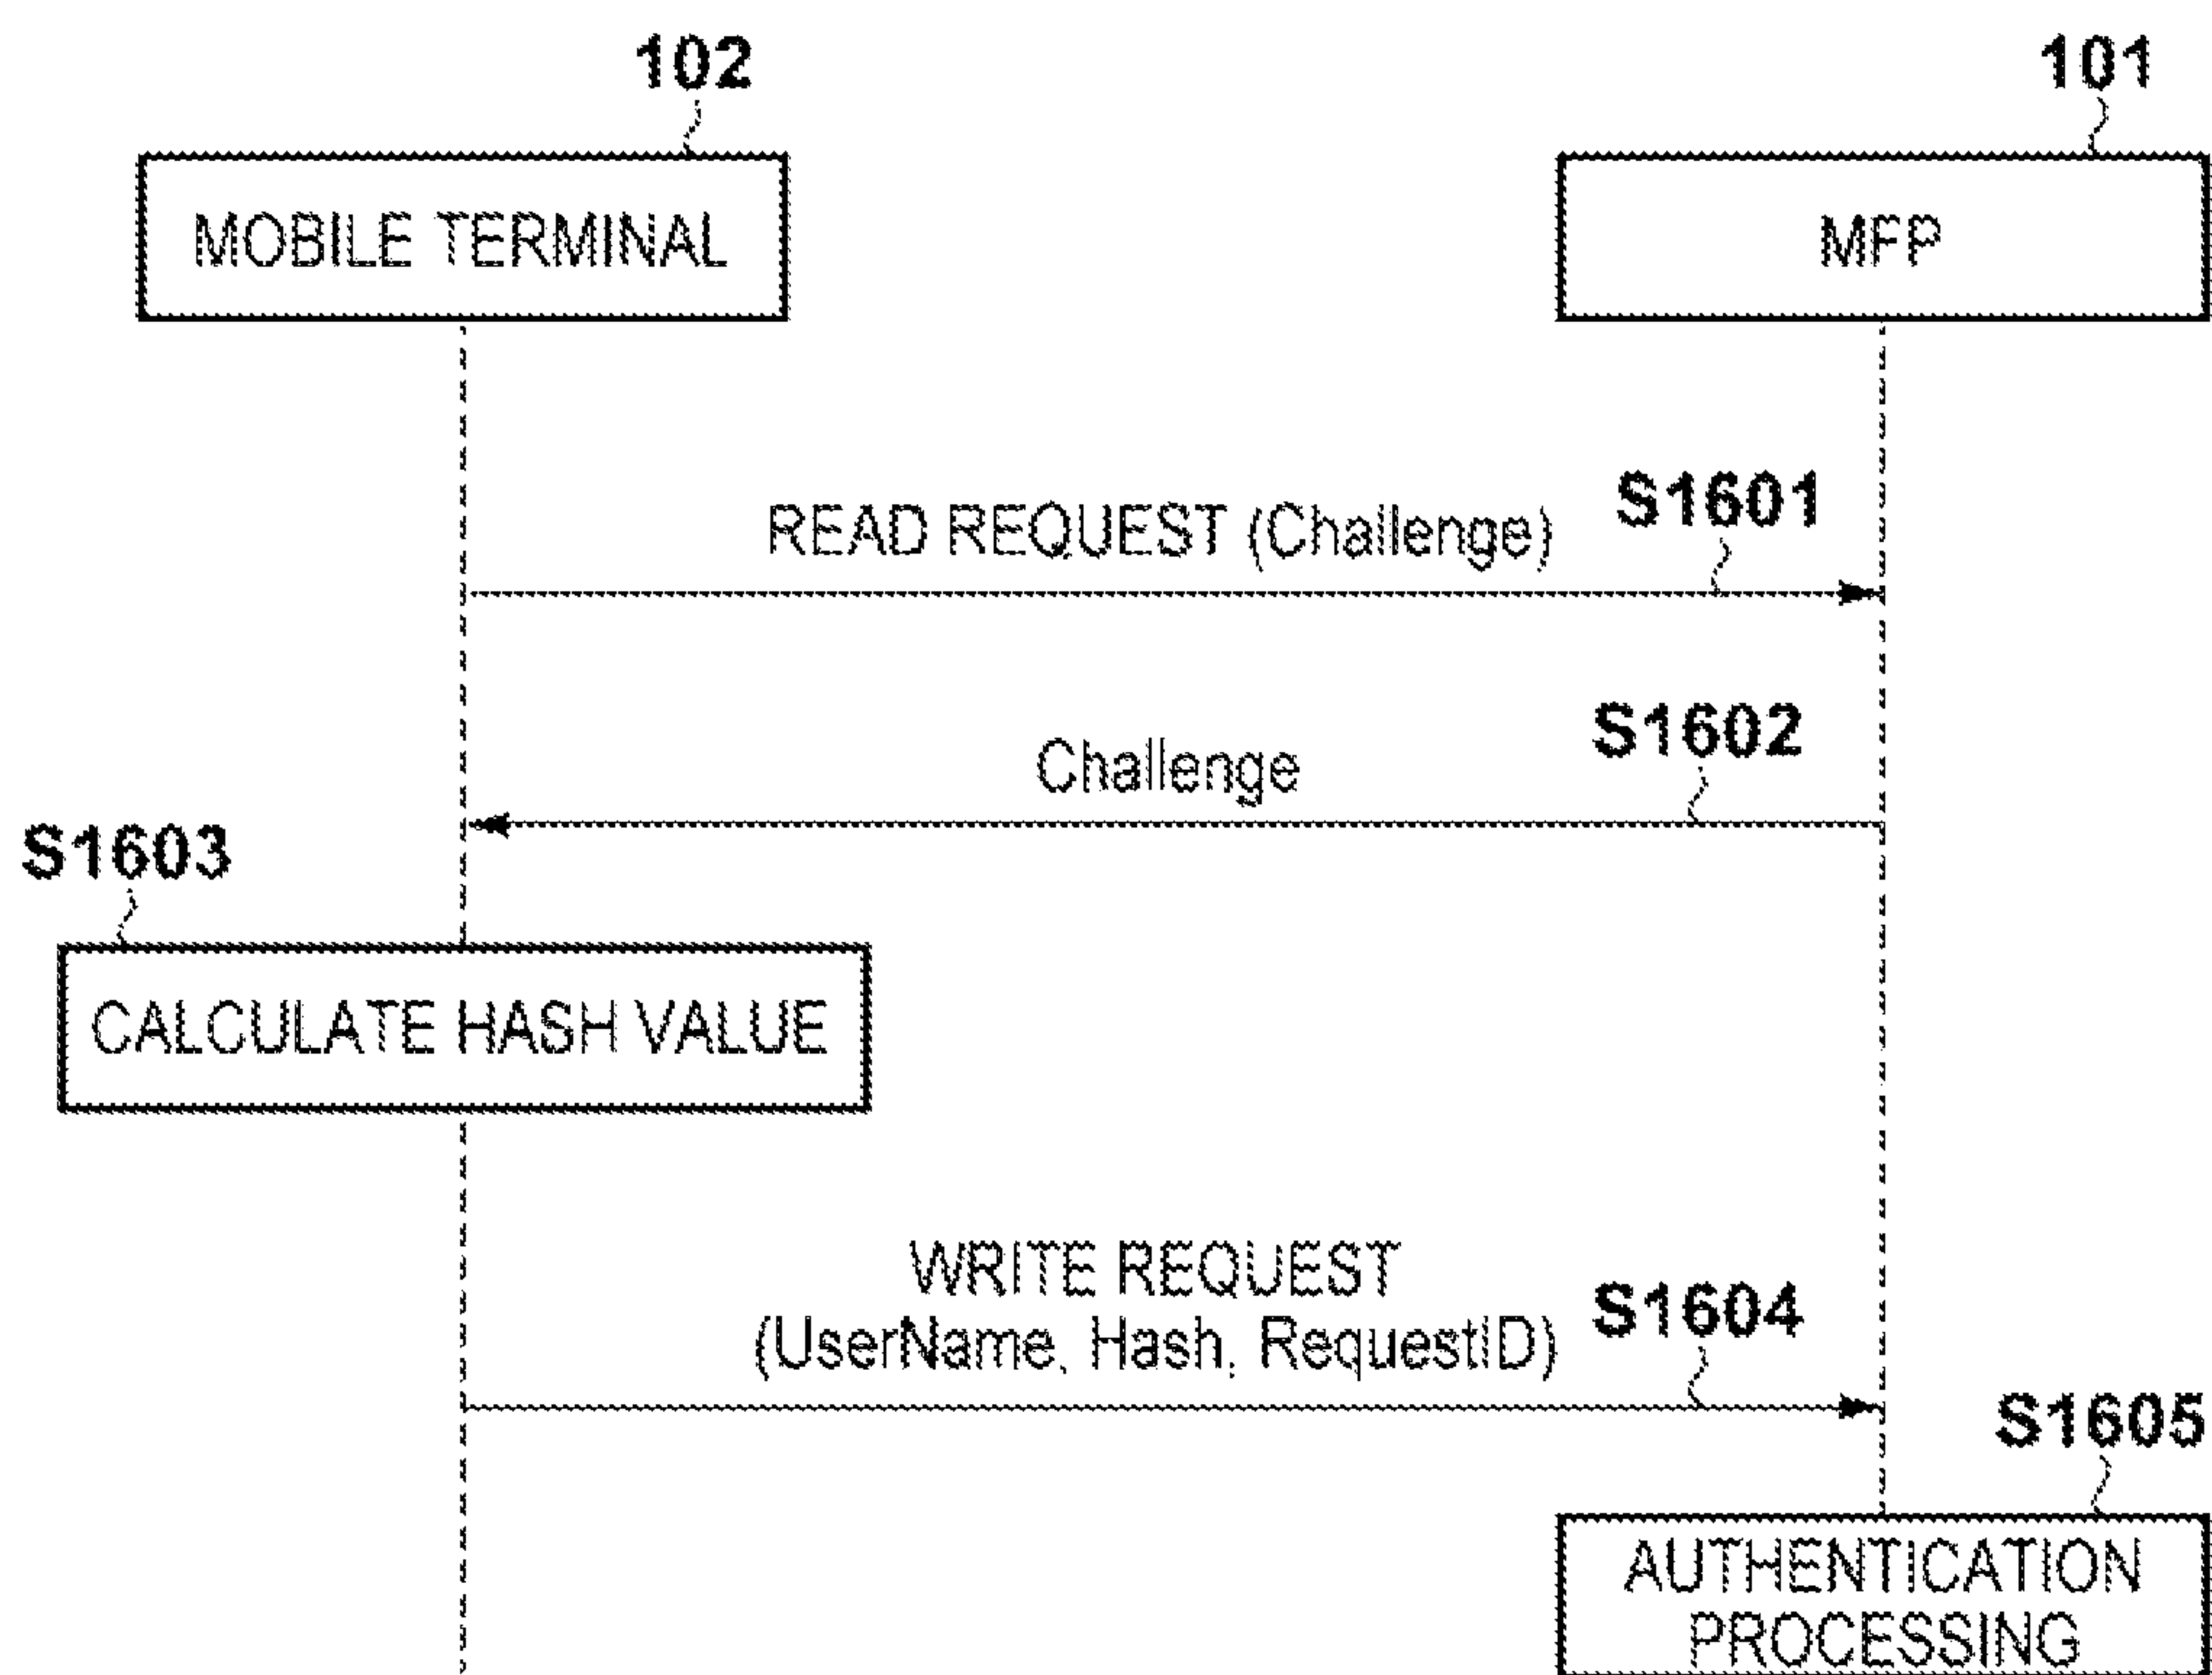 102
101
MOBILE TERMINAL
MFP
S1601
READ REQUEST (Challenge)
S1602
Challenge
S1603
CALCULATE HASH VALUE
WRITE REQUEST
(UserName, Hash, RequestID)
S1604
S1605
AUTHENTICATION
PROCESSING